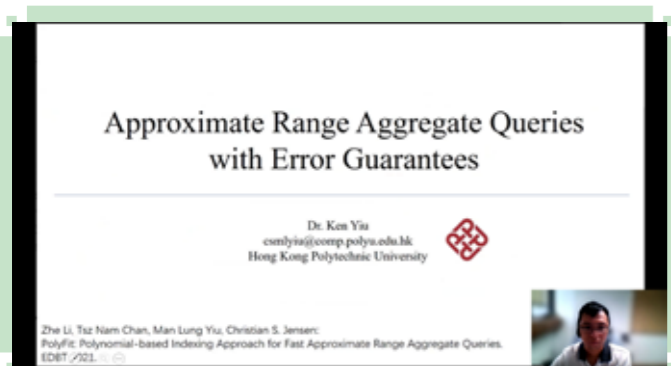 Approximate Range Aggregate Queries
with Error Guarantees
Dr. Ken Yiu
csmlyiu@comp.polyu.edu.hk
Hong Kong Polytechnic University
Zhe Li, Tsz Nam Chan, Man Lung Yiu, Christian S. Jensen:
PolyFit: Polynomial-based Indexing Approach for Fast Approximate Range Aggregate Queries.
EDBT 2021.